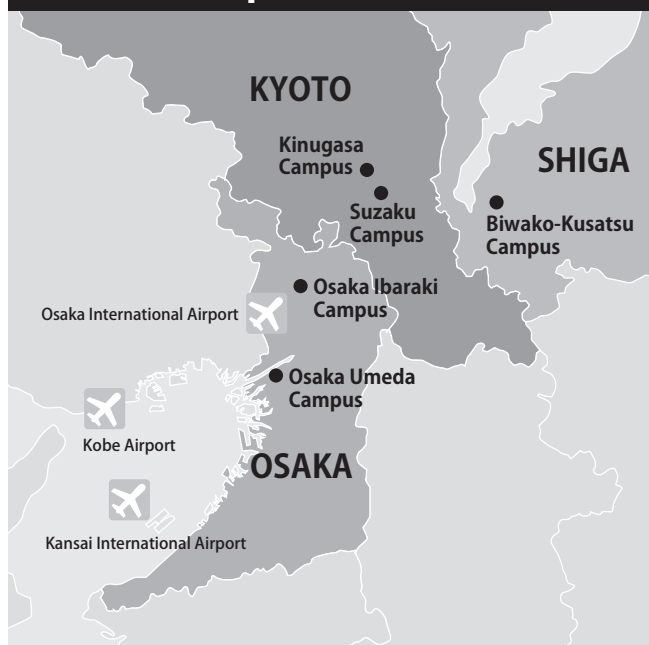 KYOTO
Kinugasa
Campus
SHIGA
Suzaku
Campus
Biwako-Kusatsu
Campus
Osaka Ibaraki
Campus
Osaka International Airport
Osaka Umeda
Campus
Kobe Airport
OSAKA
Kansai International Airport